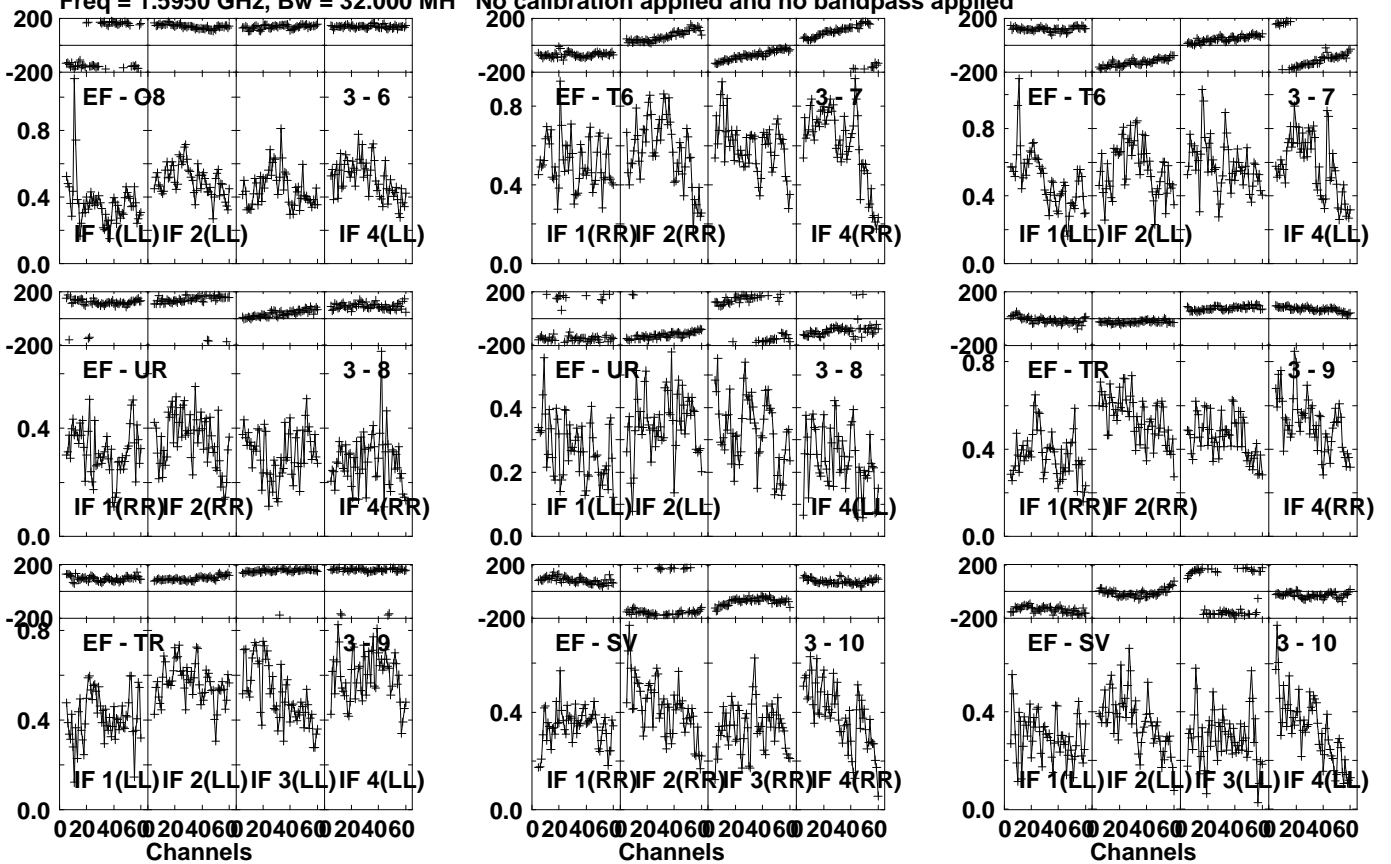 Freq = 1.5950 GHz, Bw = 32.000 MH   No calibration applied and no bandpass applied
200 200 200
-200 -200 -200
EF - O8 3 - 6 EF - T6 3 - 7 EF - T6 3 - 7
0.8 0.8 0.8
0.4 0.4 0.4
IF 1(LL) IF 2(LL) IF 4(LL) IF 1(RR) IF 2(RR) IF 4(RR) IF 1(LL) IF 2(LL) IF 4(LL)
0.0 0.0 0.0
200 200 200
-200 -200 -200
EF - UR 3 - 8 EF - UR 3 - 8 0.8 EF - TR 3 - 9
0.4 0.4 0.4
0.2
IF 1(RR) IF 2(RR) IF 4(RR) IF 1(LL) IF 2(LL) IF 4(LL) IF 1(RR) IF 2(RR) IF 4(RR)
0.0 0.0 0.0
200 200 200
-200 -200 -200
0.8 EF - TR 3 - 9 EF - SV 3 - 10 EF - SV 3 - 10
0.4 0.4 0.4
IF 1(LL) IF 2(LL) IF 3(LL) IF 4(LL) IF 1(RR) IF 2(RR) IF 3(RR) IF 4(RR) IF 1(LL) IF 2(LL) IF 3(LL) IF 4(LL)
0.0 0.0 0.0
0 20 40 60 0 20 40 60 0 20 40 60 0 20 40 60 0 20 40 60 0 20 40 60 0 20 40 60 0 20 40 60 0 20 40 60 0 20 40 60 0 20 40 60 0 20 40 60
Channels Channels Channels